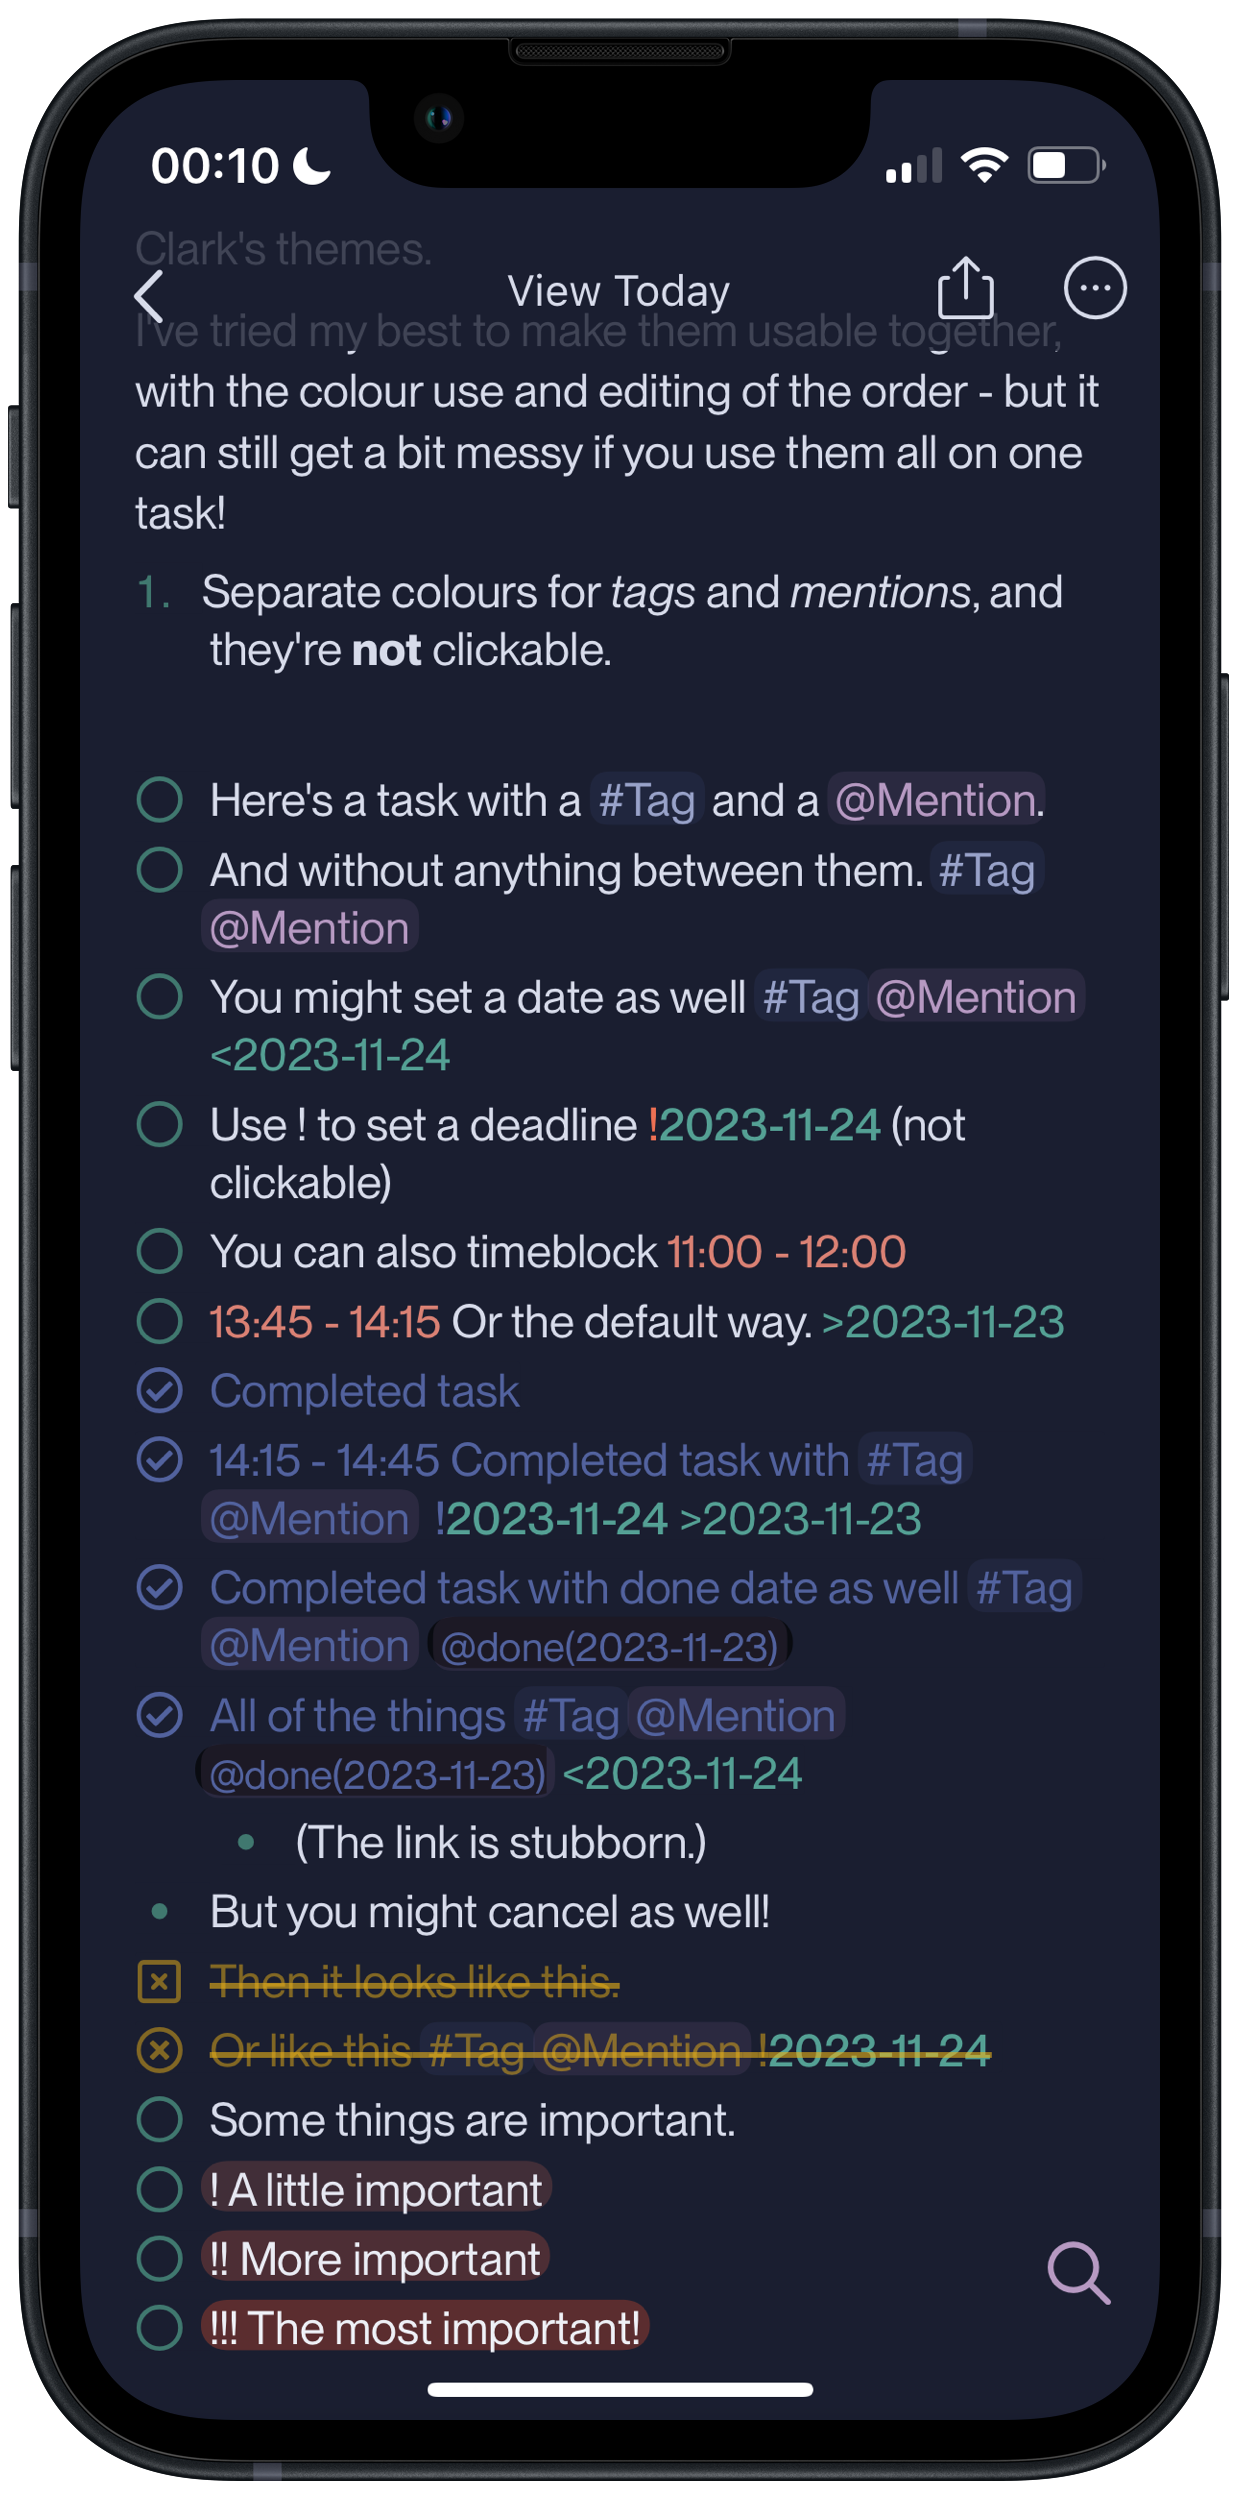 00:10
Clark's themes.
View Today
I've tried my best to make them usable together,
with the colour use and editing of the order - but it
can still get a bit messy if you use them all on one
task!
1. Separate colours for tags and mentions, and
they're not clickable.
Here's a task with a #Tag and a @Mention.
And without anything between them. #Tag
@Mention
You might set a date as well #Tag @Mention
<2023-11-24
Use ! to set a deadline !2023-11-24 (not
clickable)
You can also timeblock 11:00 - 12:00
13:45 - 14:15 Or the default way. >2023-11-23
Completed task
14:15 - 14:45 Completed task with #Tag
@Mention !2023-11-24 >2023-11-23
Completed task with done date as well #Tag
@Mention @done(2023-11-23)
All of the things #Tag @Mention
@done(2023-11-23) <2023-11-24
• (The link is stubborn.)
• But you might cancel as well!
Then it looks like this.
Or like this #Tag @Mention !2023-11-24
Some things are important.
! A little important
!! More important
!!! The most important!